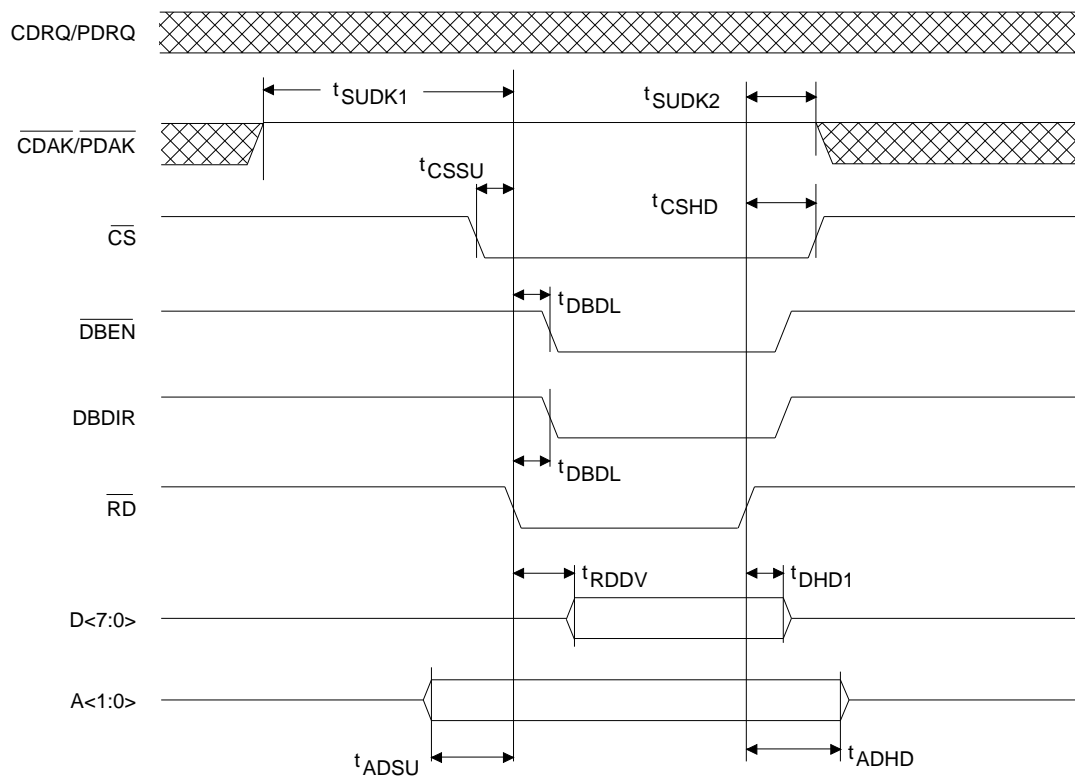 CDRQ/PDRQ
tSUDK1
tSUDK2
CDAK/PDAK
tCSSU
tCSHD
CS
tDBDL
DBEN
DBDIR
tDBDL
RD
tRDDV
tDHD1
D<7:0>
A<1:0>
tADSU
tADHD